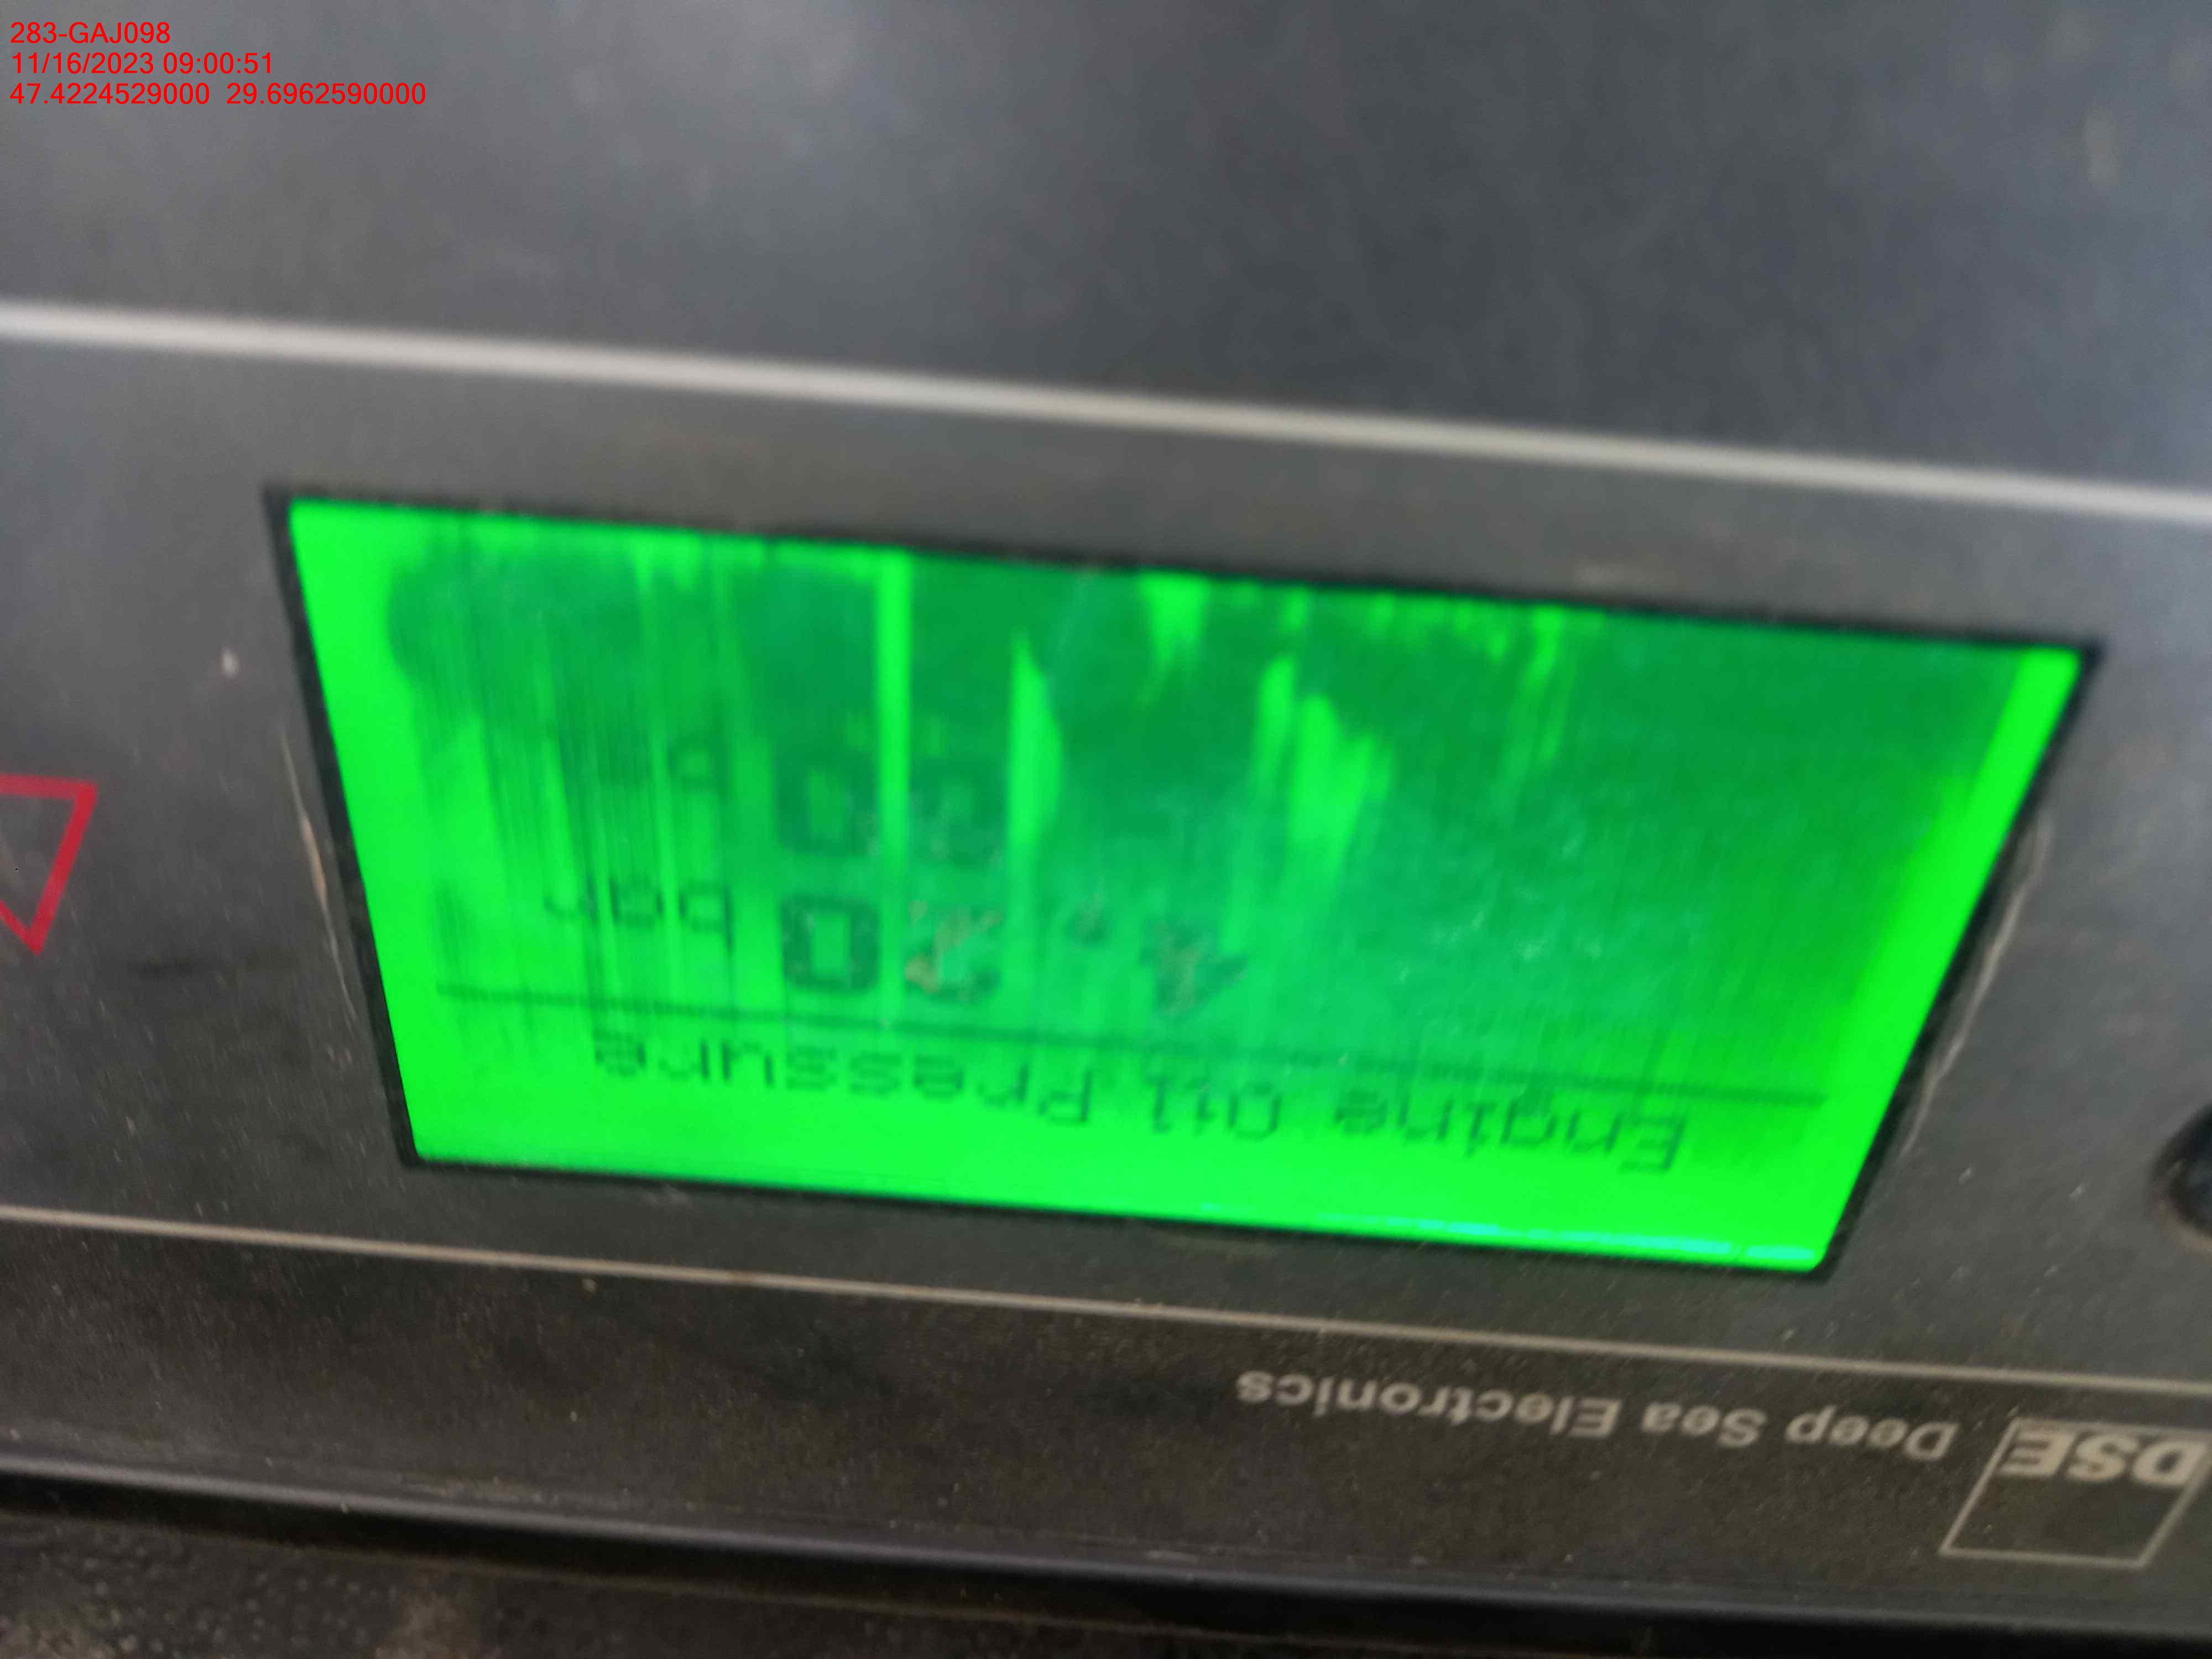 283-GAJ098
11/16/2023 09:00:51
47.4224529000 29.6962590000
DSE Deep Sea Electronics
Engine Oil Pressure
bar